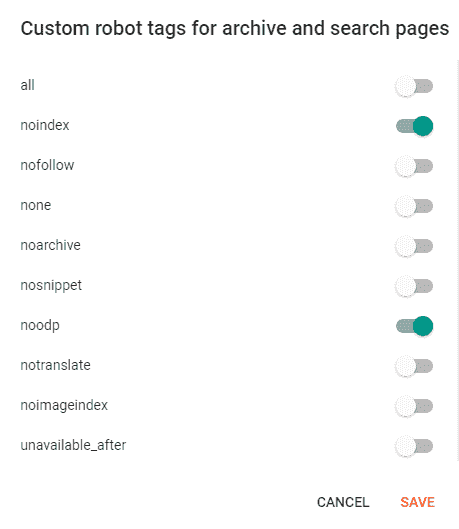 Custom robot tags for archive and search pages
all
noindex
nofollow
none
noarchive
nosnippet
noodp
notranslate
noimageindex
unavailable_after
CANCEL SAVE